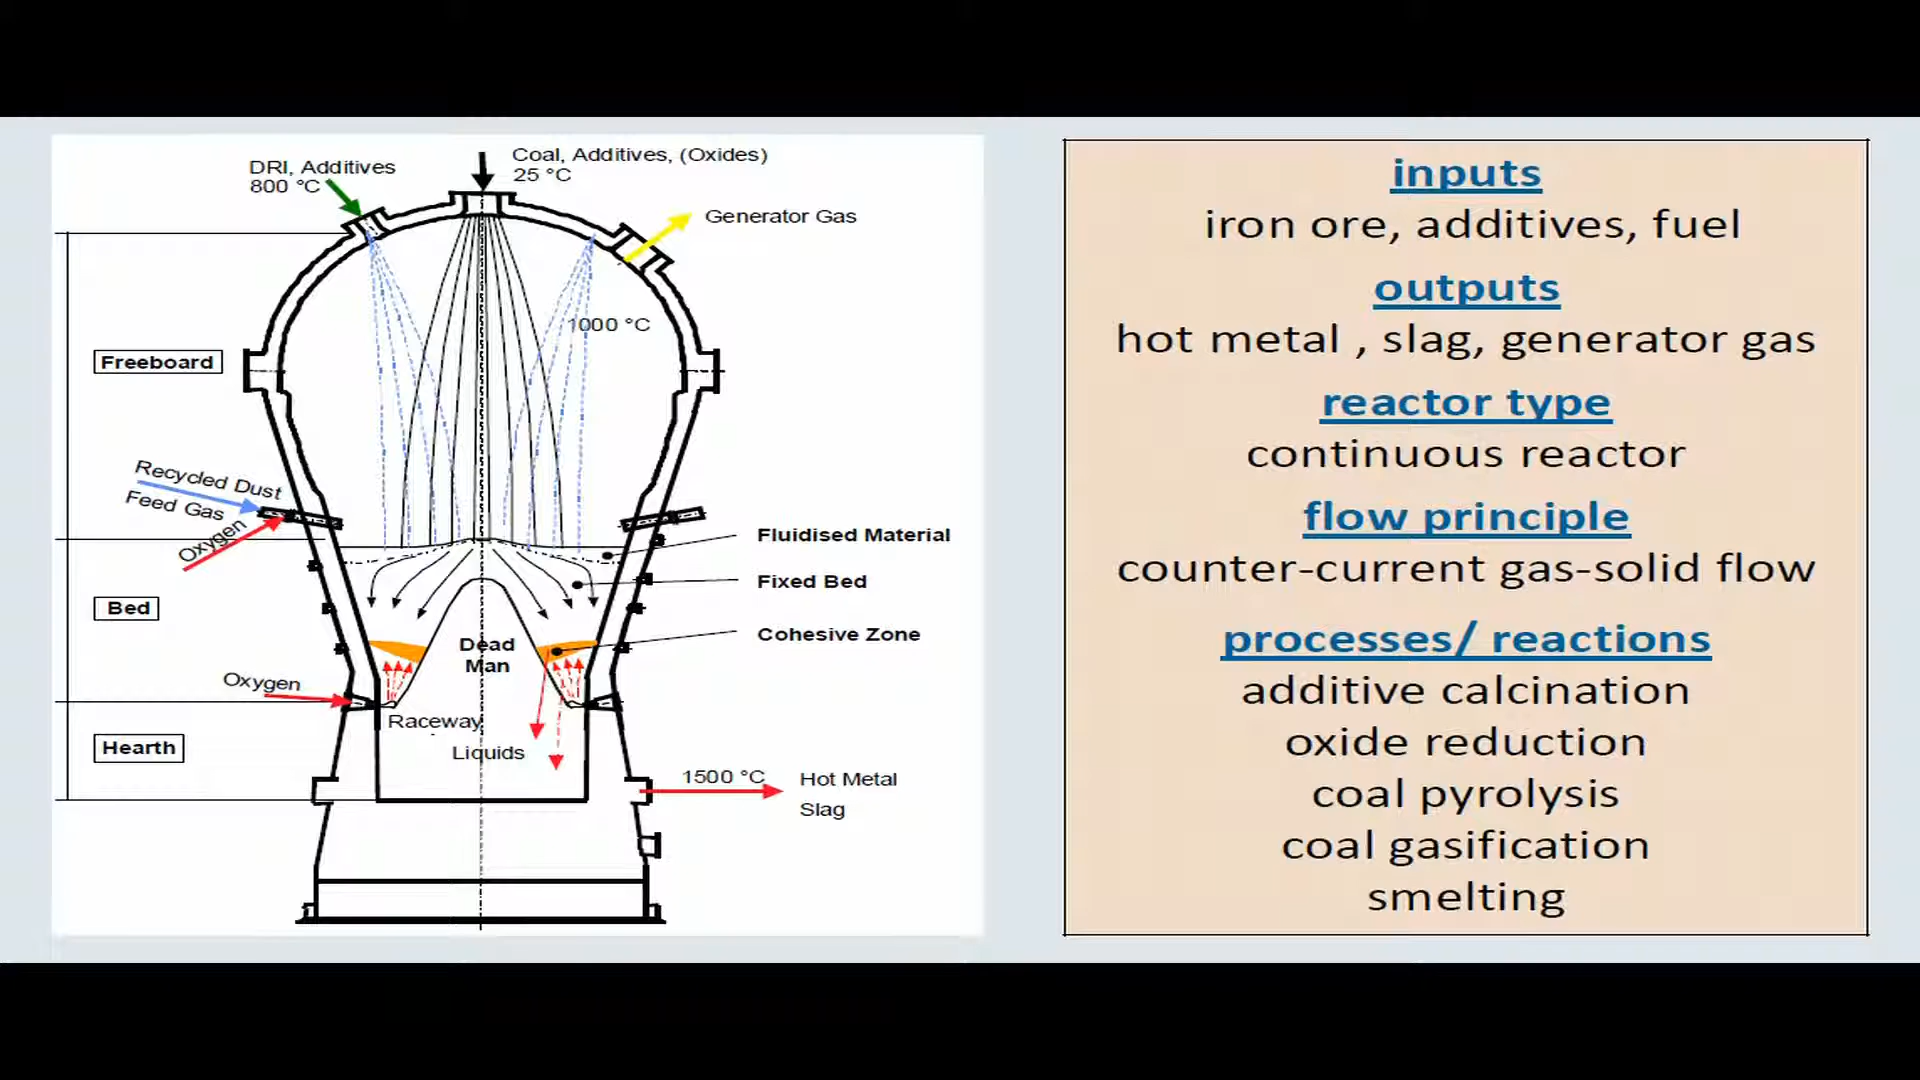 DRI, Additives
800 °C
Coal, Additives, (Oxides)
25 °C
Generator Gas
1000 °C
Freeboard
Recycled Dust
Feed Gas
Oxygen
Fluidised Material
Fixed Bed
Bed
Cohesive Zone
Dead
Man
Oxygen
Raceway
Liquids
Hearth
1500 °C
Hot Metal
Slag
inputs
iron ore, additives, fuel
outputs
hot metal , slag, generator gas
reactor type
continuous reactor
flow principle
counter-current gas-solid flow
processes/ reactions
additive calcination
oxide reduction
coal pyrolysis
coal gasification
smelting